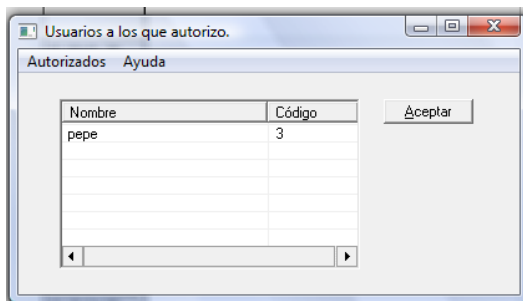 Usuarios a los que autorizo.
Autorizados Ayuda
Nombre Código Aceptar
pepe 3